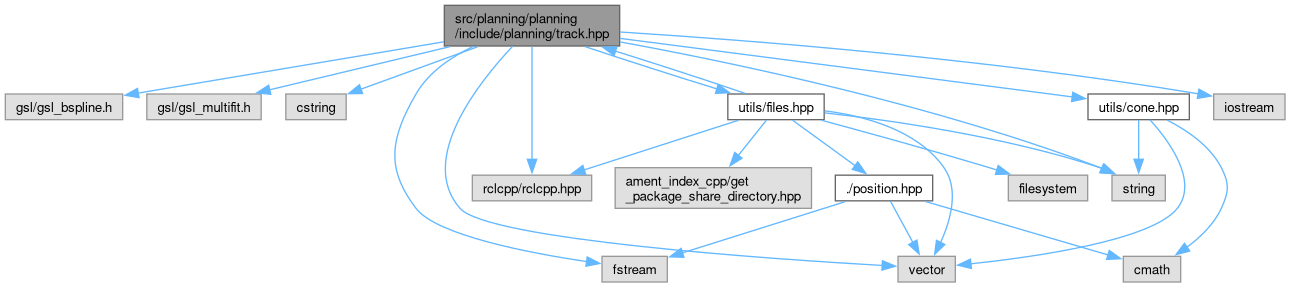 src/planning/planning
/include/planning/track.hpp
gsl/gsl_bspline.h
gsl/gsl_multifit.h
cstring
utils/files.hpp
utils/cone.hpp
iostream
rclcpp/rclcpp.hpp
ament_index_cpp/get
_package_share_directory.hpp
./position.hpp
filesystem
string
fstream
vector
cmath